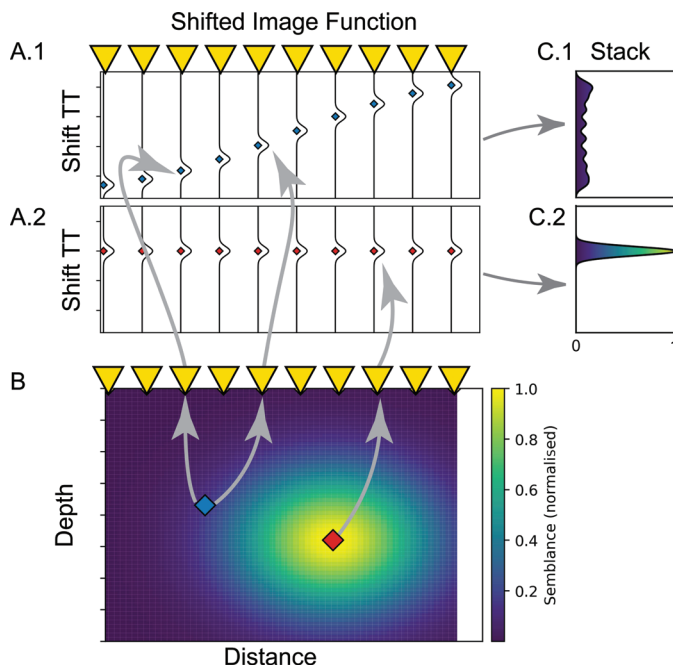 Shifted Image Function
A.1
C.1 Stack
Shift TT
A.2
C.2
Shift TT
0
1
B
1.0
0.8
0.6
0.4
0.2
Depth
Semblance (normalised)
Distance